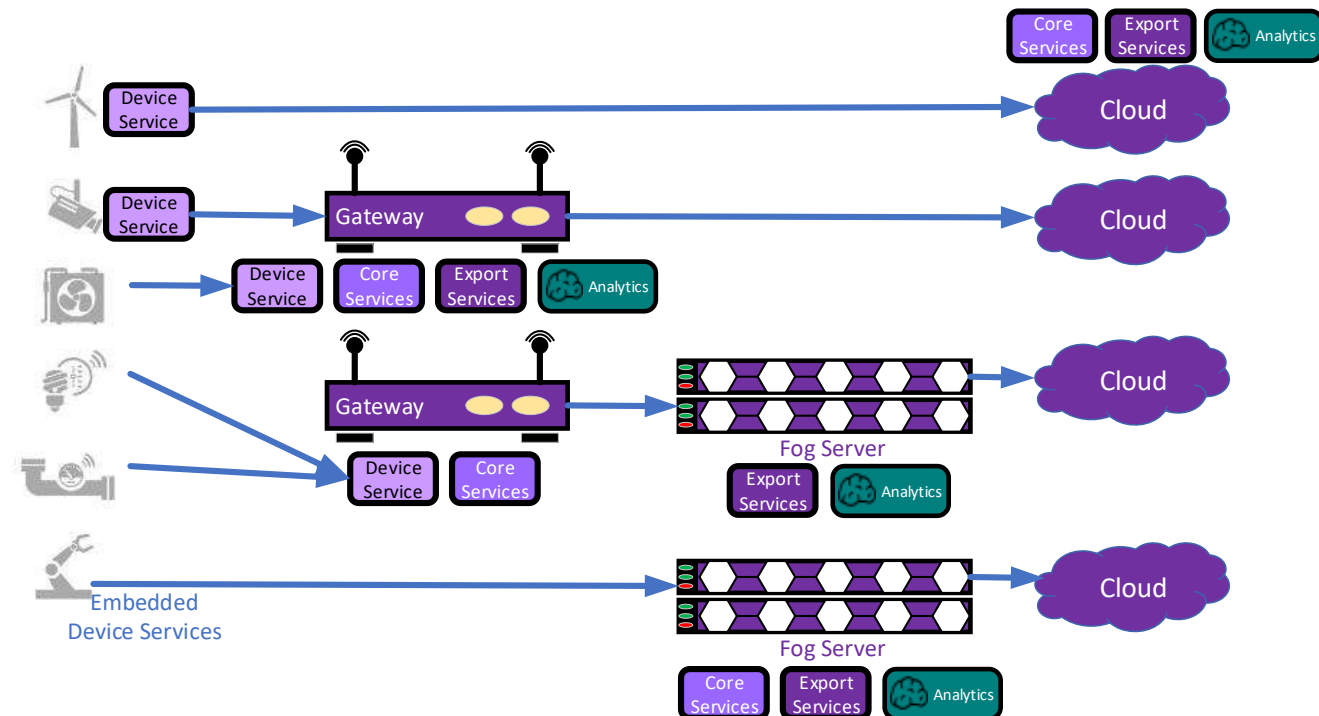 Core
Services
Export
Services
Analytics
Device
Service
Cloud
Device
Service
Gateway
Cloud
Device
Service
Core
Services
Export
Services
Analytics
Gateway
Cloud
Fog Server
Device
Service
Core
Services
Export
Services
Analytics
Embedded
Device Services
Cloud
Fog Server
Core
Services
Export
Services
Analytics